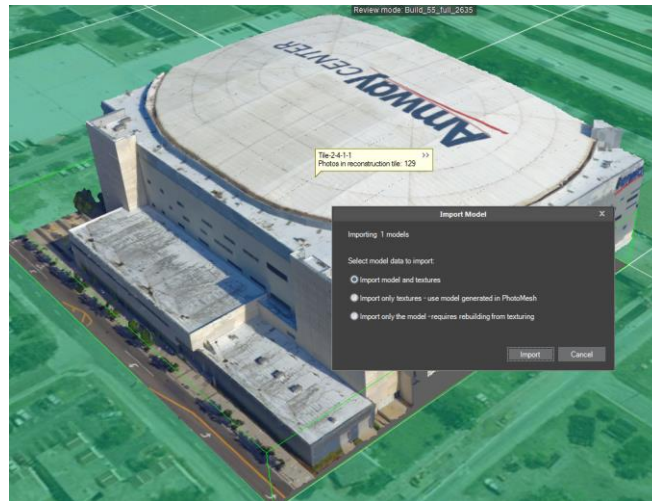 Review mode: Build_55_full_2635
Amway CENTER
Tile-2-4-1-1 >>
Photos in reconstruction tile: 129
Amway
Import Model X
Importing 1 models
Select model data to import:
Import model and textures
Import only textures - use model generated in PhotoMesh
Import only the model - requires rebuilding from texturing
Import Cancel